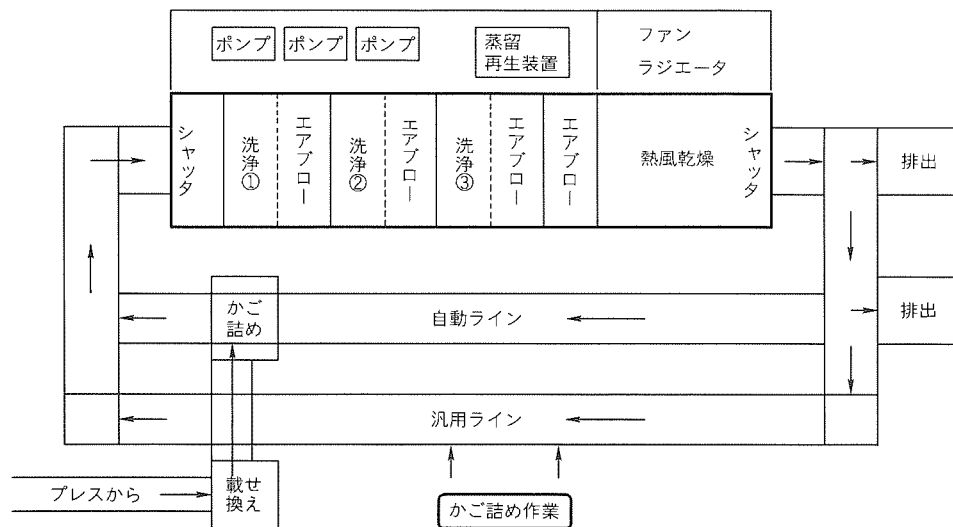 ポンプ
ポンプ
ポンプ
蒸留
再生装置
ファン
ラジエータ
シャッタ
洗浄①
エアブロー
洗浄②
エアブロー
洗浄③
エアブロー
エアブロー
熱風乾燥
シャッタ
排出
かご
詰め
自動ライン
排出
汎用ライン
プレスから
載せ
換え
かご詰め作業